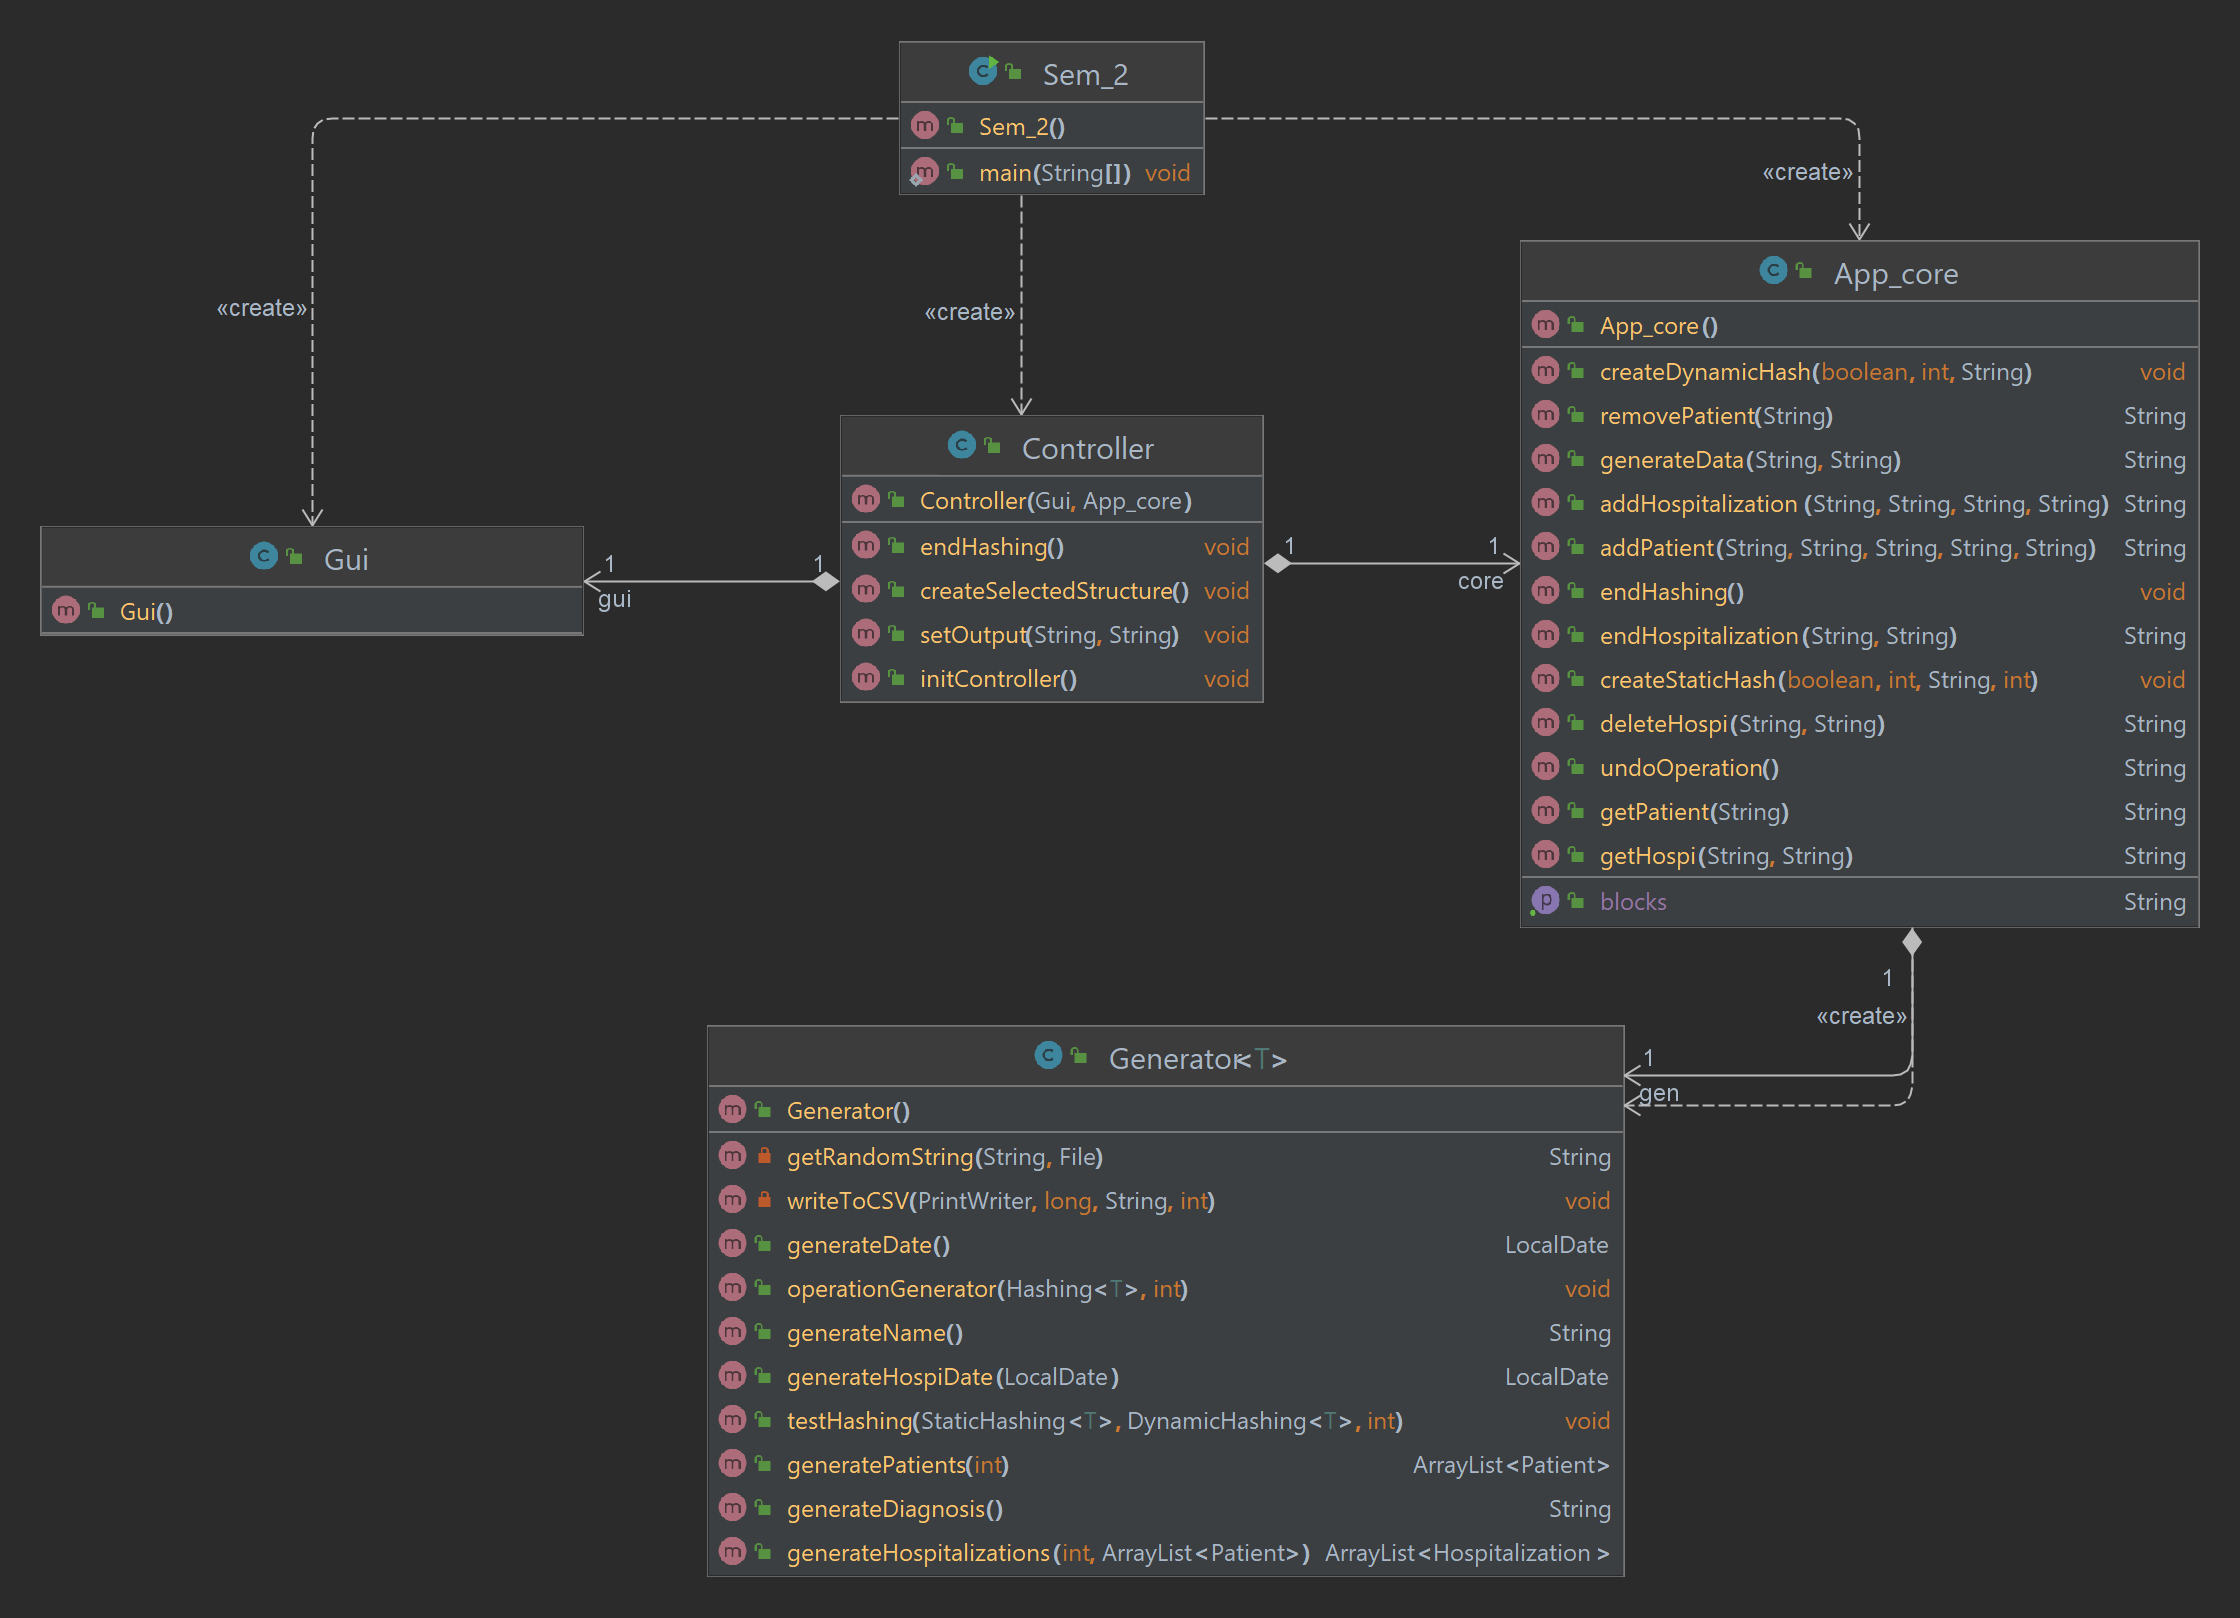 Sem_2
Sem_2()
main(String[]) void
«create»
«create»
«create»
App_core
App_core()
createDynamicHash(boolean, int, String) void
removePatient(String) String
generateData(String, String) String
addHospitalization(String, String, String, String) String
addPatient(String, String, String, String, String) String
endHashing() void
endHospitalization(String, String) String
createStaticHash(boolean, int, String, int) void
deleteHospi(String, String) String
undoOperation() String
getPatient(String) String
getHospi(String, String) String
blocks String
Controller
Controller(Gui, App_core)
endHashing() void
createSelectedStructure() void
setOutput(String, String) void
initController() void
1
1
core
Gui
Gui()
1
1
gui
1
«create»
1
gen
Generator<T>
Generator()
getRandomString(String, File) String
writeToCSV(PrintWriter, long, String, int) void
generateDate() LocalDate
operationGenerator(Hashing<T>, int) void
generateName() String
generateHospiDate(LocalDate) LocalDate
testHashing(StaticHashing<T>, DynamicHashing<T>, int) void
generatePatients(int) ArrayList<Patient>
generateDiagnosis() String
generateHospitalizations(int, ArrayList<Patient>) ArrayList<Hospitalization>